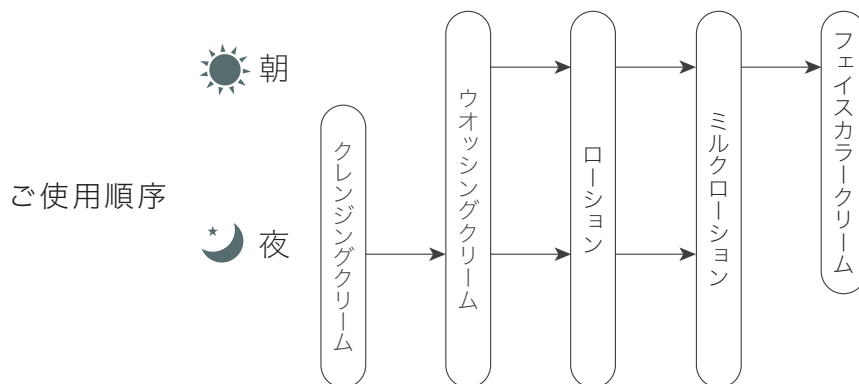 ご使用順序
朝
夜
クレンジングクリーム
ウオッシングクリーム
ローション
ミルクローション
フェイスカラークリーム